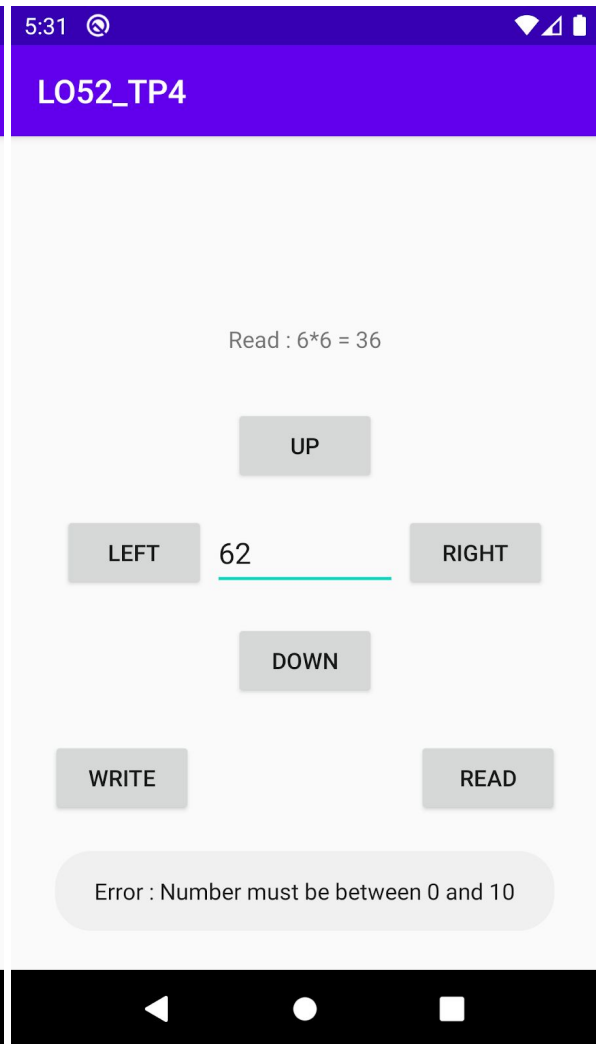 5:31
LO52_TP4
Read : 6*6 = 36
UP
LEFT 62 RIGHT
DOWN
WRITE READ
Error : Number must be between 0 and 10